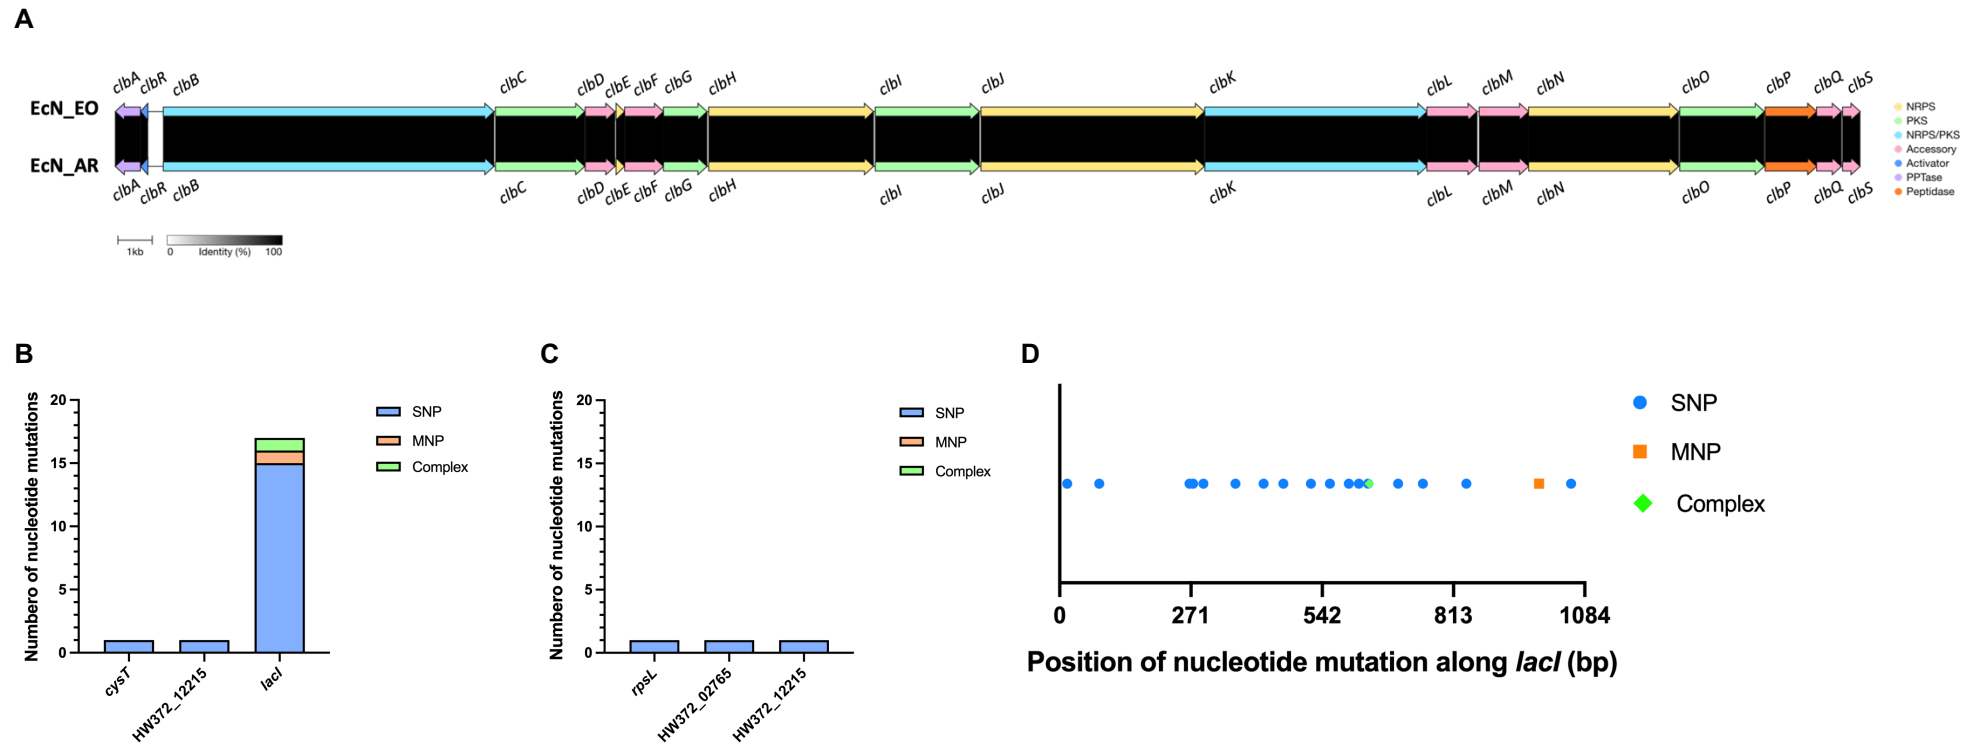 A
clbA clbR clbB clbC clbD clbE clbF clbG clbH clbI clbJ clbK clbL clbM clbN clbO clbP clbQ clbS
EcN_EO
EcN_AR
clbA clbR clbB clbC clbD clbE clbF clbG clbH clbI clbJ clbK clbL clbM clbN clbO clbP clbQ clbS
NRPS
PKS
NRPS/PKS
Accessory
Activator
PPTase
Peptidase
1kb
0 Identity (%) 100
B
Numbero of nucleotide mutations
20
15
10
5
0
cysT
HW372_12215
lacI
SNP
MNP
Complex
C
Numbero of nucleotide mutations
20
15
10
5
0
rpsL
HW372_02765
HW372_12215
SNP
MNP
Complex
D
SNP
MNP
Complex
0 271 542 813 1084
Position of nucleotide mutation along lacI (bp)